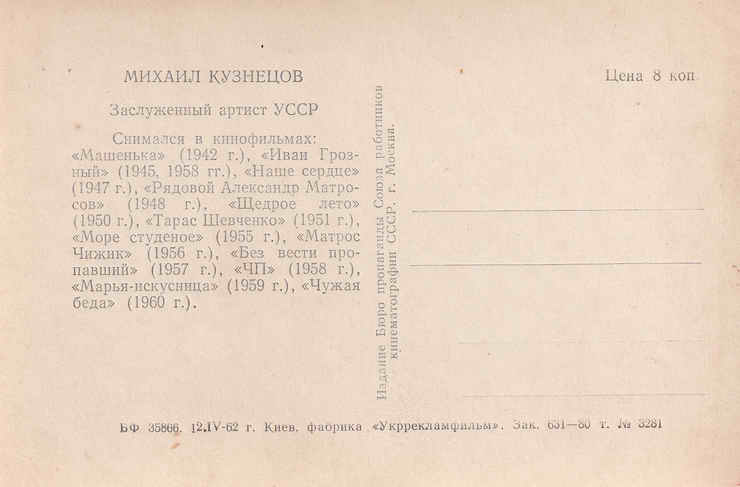 МИХАИЛ КУЗНЕЦОВ
Заслуженный артист УССР
Снимался в кинофильмах:
«Машенька» (1942 г.), «Иван Гроз-
ный» (1945, 1958 гг.), «Наше сердце»
(1947 г.), «Рядовой Александр Матро-
сов» (1948 г.), «Щедрое лето»
(1950 г.), «Тарас Шевченко» (1951 г.),
«Море студеное» (1955 г.), «Матрос
Чижик» (1956 г.), «Без вести про-
павший» (1957 г.), «ЧП» (1958 г.),
«Марья-искусница» (1959 г.), «Чужая
беда» (1960 г.).
Издание Бюро пропаганды Союза работников
кинематографии СССР. г. Москва.
Цена 8 коп
БФ 35866. 12.IV-62 г. Киев, фабрика «Укррекламфильм». Зак. 651—80 т. № 3281